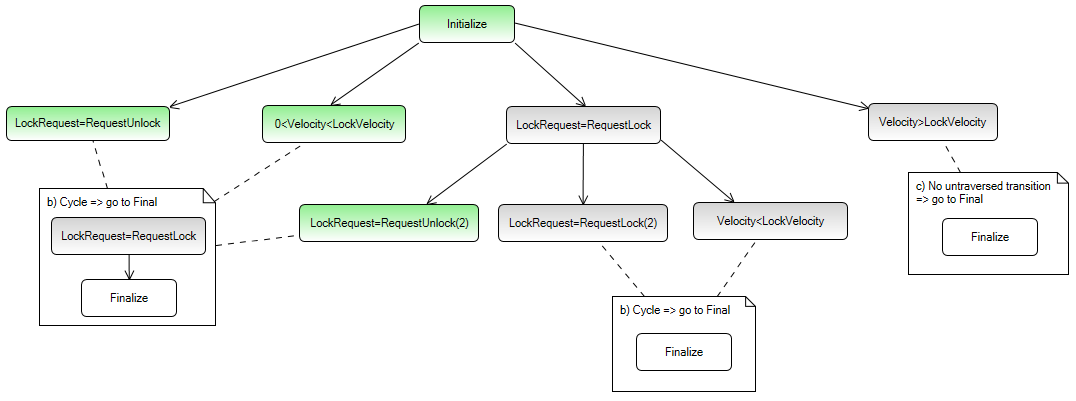 Initialize
LockRequest=RequestUnlock
0<Velocity<LockVelocity
LockRequest=RequestLock
Velocity>LockVelocity
b) Cycle => go to Final
LockRequest=RequestLock
Finalize
LockRequest=RequestUnlock(2)
LockRequest=RequestLock(2)
Velocity<LockVelocity
c) No untraversed transition
=> go to Final
Finalize
b) Cycle => go to Final
Finalize